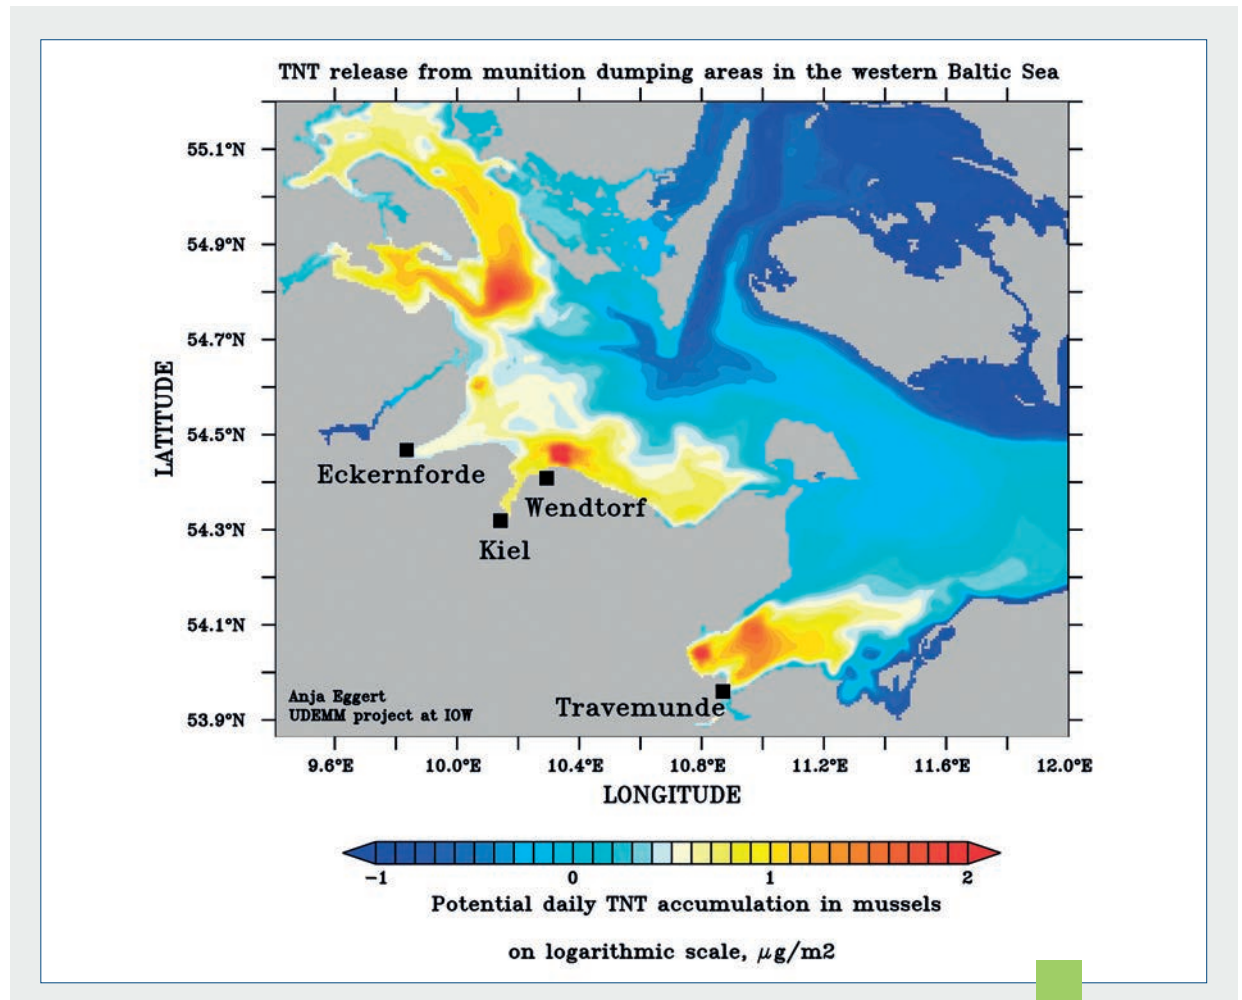 TNT release from munition dumping areas in the western Baltic Sea
55.1°N
54.9°N
54.7°N
54.5°N
54.3°N
54.1°N
53.9°N
LATITUDE
Eckernforde
Wendtorf
Kiel
Travemunde
Anja Eggert
UDEMM project at IOW
9.6°E 10.0°E 10.4°E 10.8°E 11.2°E 11.6°E 12.0°E
LONGITUDE
−1 0 1 2
Potential daily TNT accumulation in mussels
on logarithmic scale, μg/m2